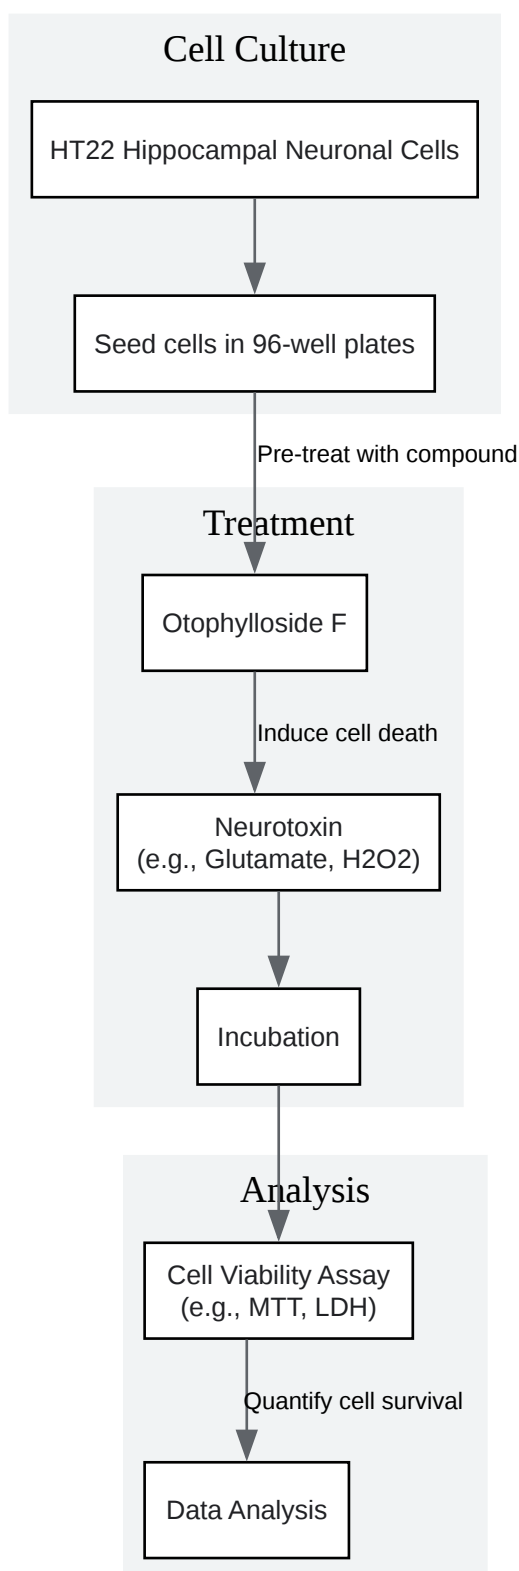 Cell Culture
HT22 Hippocampal Neuronal Cells
Seed cells in 96-well plates
Pre-treat with compound
Treatment
Otophylloside F
Induce cell death
Neurotoxin
(e.g., Glutamate, H2O2)
Incubation
Analysis
Cell Viability Assay
(e.g., MTT, LDH)
Quantify cell survival
Data Analysis